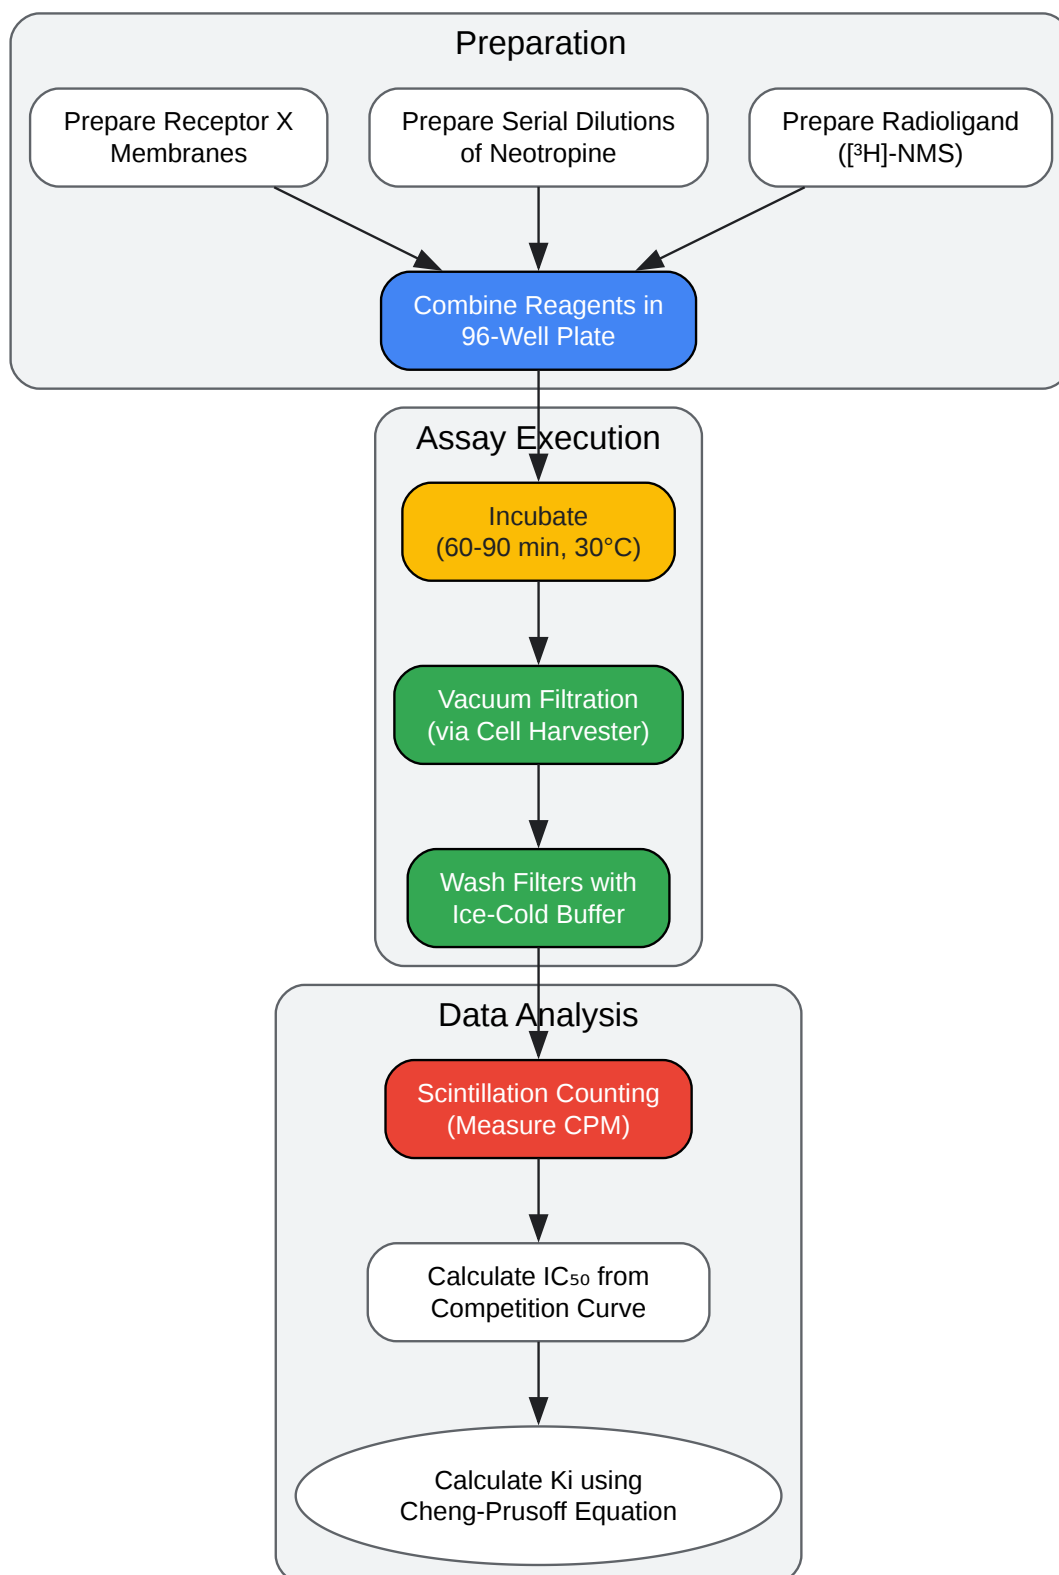 Preparation
Prepare Receptor X
Membranes
Prepare Serial Dilutions
of Neotropine
Prepare Radioligand
([³H]-NMS)
Combine Reagents in
96-Well Plate
Assay Execution
Incubate
(60-90 min, 30°C)
Vacuum Filtration
(via Cell Harvester)
Wash Filters with
Ice-Cold Buffer
Data Analysis
Scintillation Counting
(Measure CPM)
Calculate IC₅₀ from
Competition Curve
Calculate Ki using
Cheng-Prusoff Equation